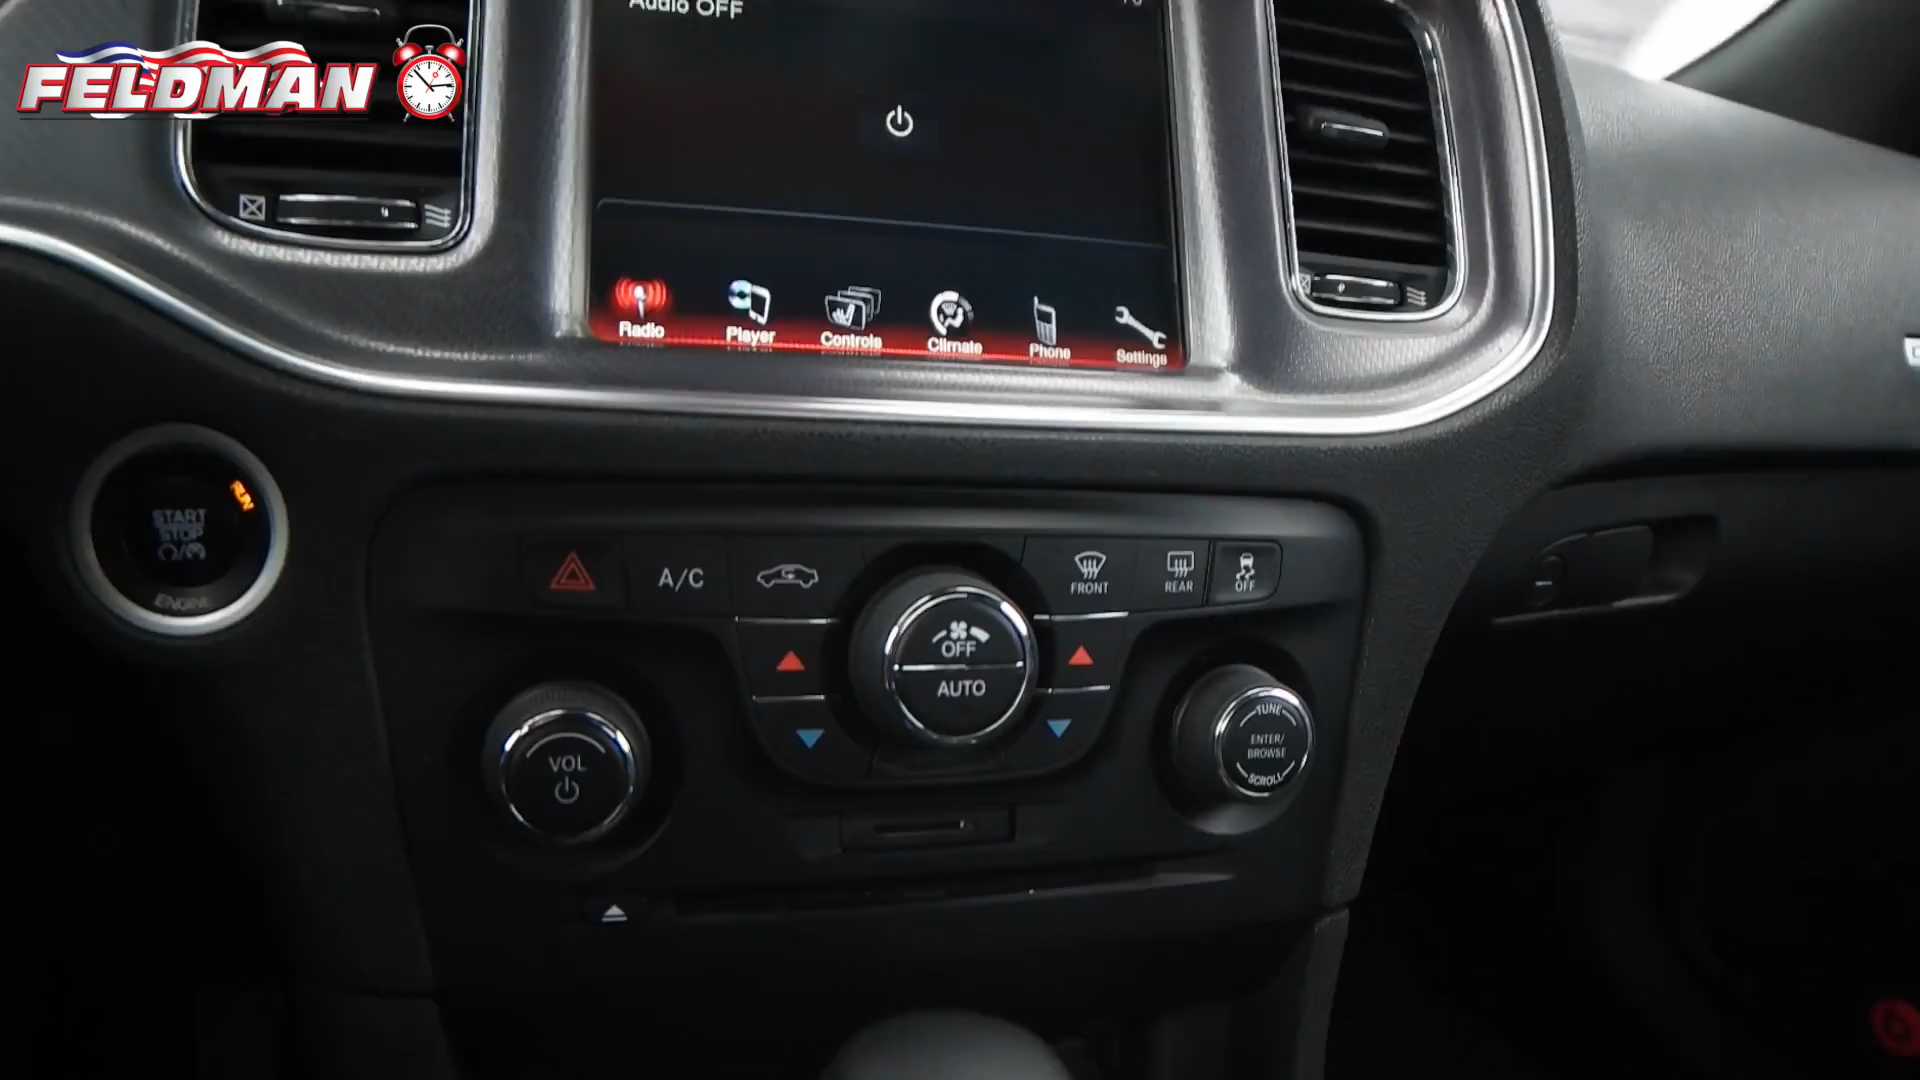 Audio OFF
FELDMAN
Radio
Player
Controls
Climate
Phone
Settings
RUN
START
STOP
ENGINE
A/C
FRONT
REAR
OFF
OFF
AUTO
VOL
TUNE
ENTER/
BROWSE
SCROLL